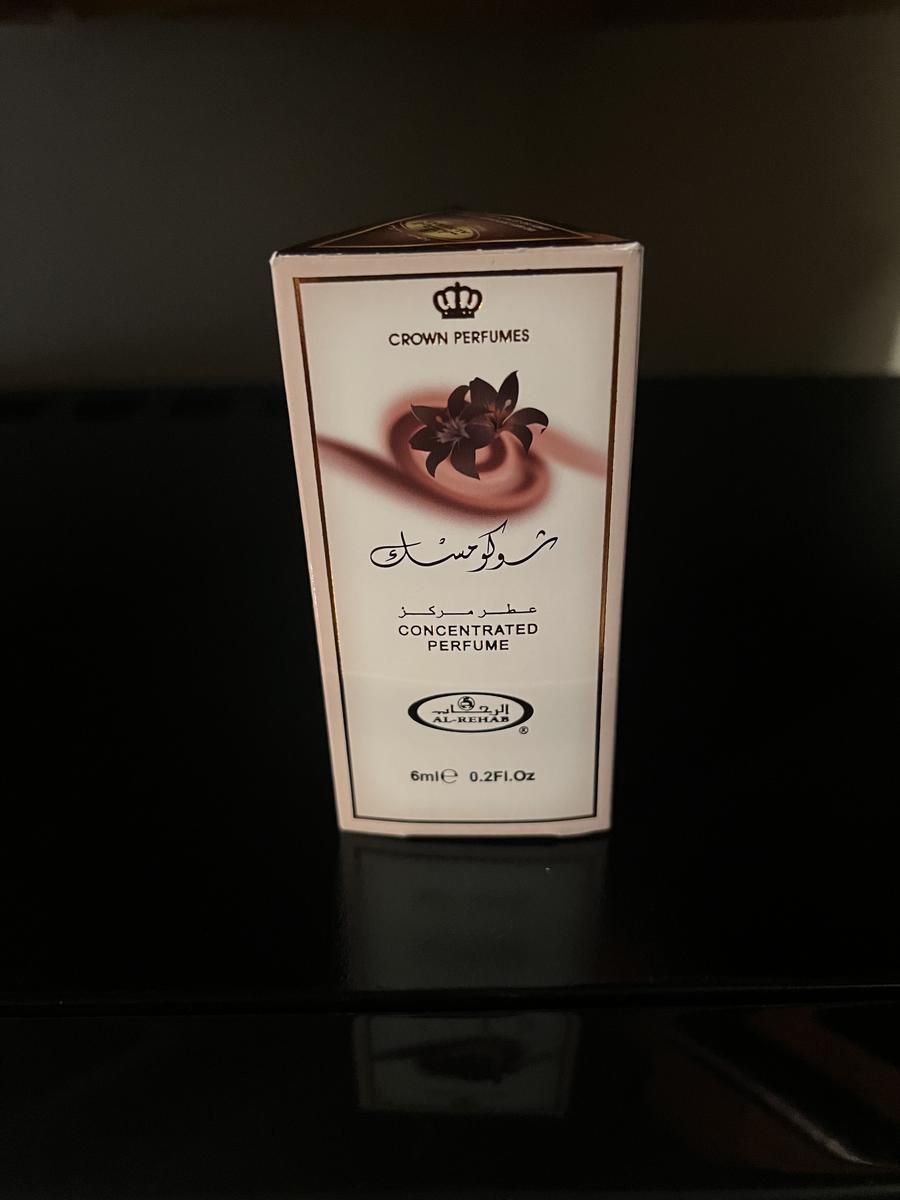 CROWN PERFUMES
شوكومسك
عطر مركز
CONCENTRATED
PERFUME
الرحاب
AL-REHAB
®
6ml℮ 0.2Fl.Oz